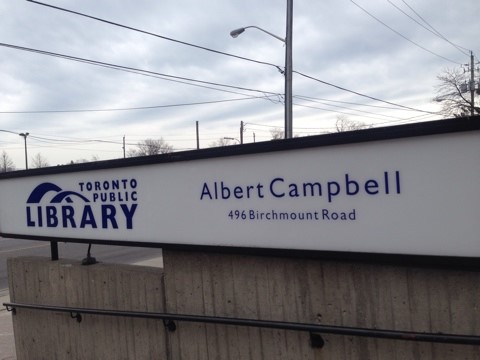 TORONTO
PUBLIC
LIBRARY
Albert Campbell
496 Birchmount Road